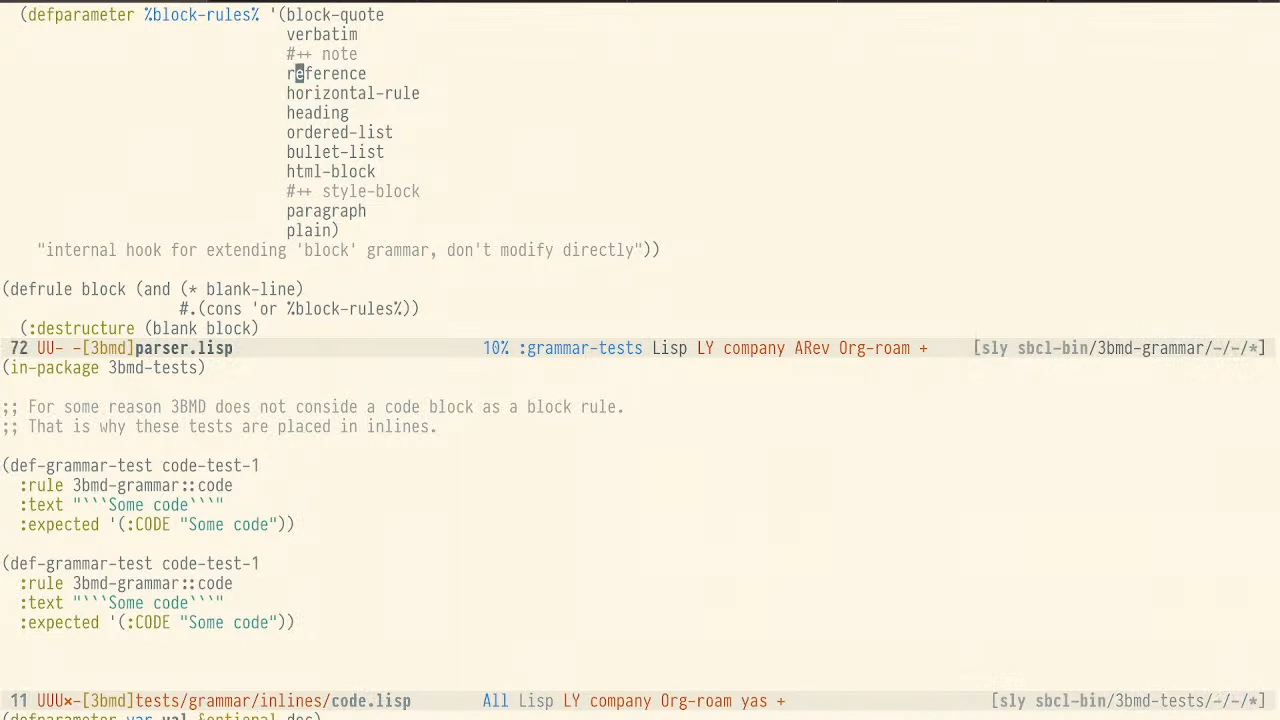 (defparameter %block-rules% '(block-quote
verbatim
#++ note
reference
horizontal-rule
heading
ordered-list
bullet-list
html-block
#++ style-block
paragraph
plain)
"internal hook for extending 'block' grammar, don't modify directly"))
(defrule block (and (* blank-line)
#.(cons 'or %block-rules%))
(:destructure (blank block)
72 UU- -[3bmd]parser.lisp 10% :grammar-tests Lisp LY company ARev Org-roam + [sly sbcl-bin/3bmd-grammar/-/-/*]
(in-package 3bmd-tests)
;; For some reason 3BMD does not conside a code block as a block rule.
;; That is why these tests are placed in inlines.
(def-grammar-test code-test-1
:rule 3bmd-grammar::code
:text "```Some code```"
:expected '(:CODE "Some code"))
(def-grammar-test code-test-1
:rule 3bmd-grammar::code
:text "```Some code```"
:expected '(:CODE "Some code"))
11 UUU×-[3bmd]tests/grammar/inlines/code.lisp All Lisp LY company Org-roam yas + [sly sbcl-bin/3bmd-tests/-/-/*]
(defparameter var val &optional doc)